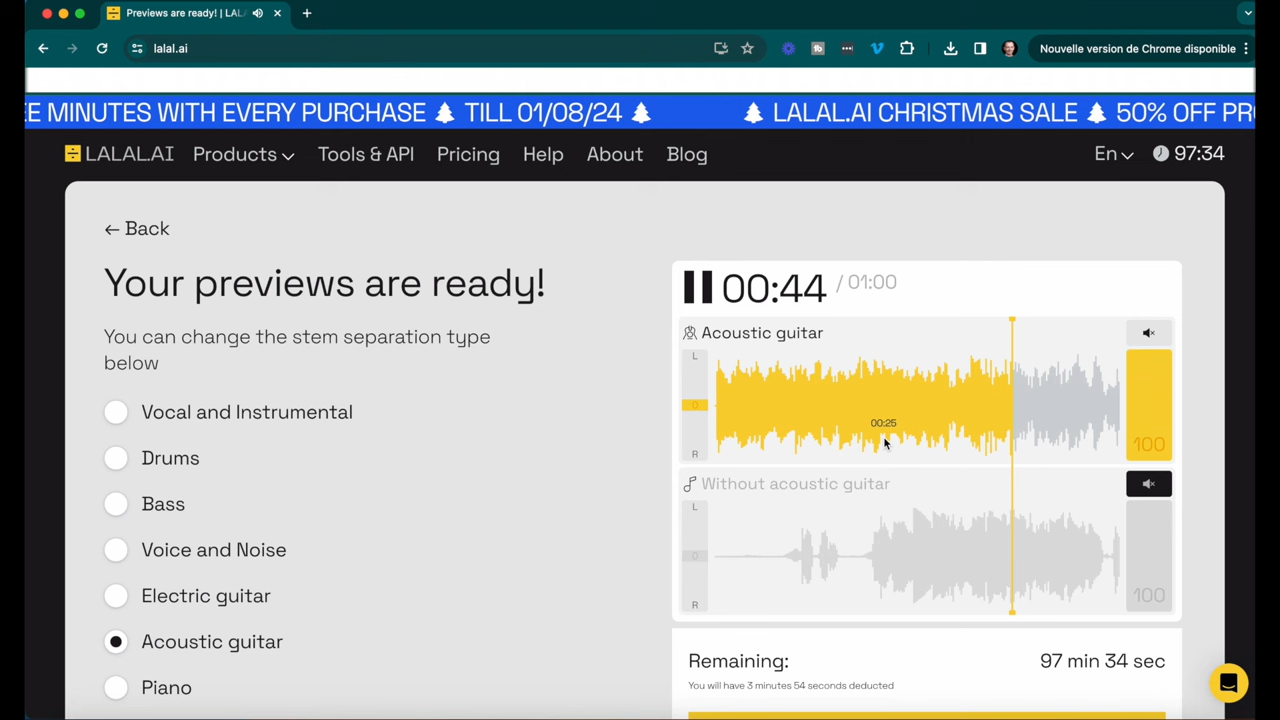 Previews are ready! | LAL
lalal.ai
Nouvelle version de Chrome disponible
EE MINUTES WITH EVERY PURCHASE 🌲 TILL 01/08/24 🌲 🌲 LALAL.AI CHRISTMAS SALE 🌲 50% OFF PR
LALAL.AI Products Tools & API Pricing Help About Blog En 97:34
← Back
Your previews are ready!
You can change the stem separation type
below
Vocal and Instrumental
Drums
Bass
Voice and Noise
Electric guitar
Acoustic guitar
Piano
00:44 / 01:00
Acoustic guitar
L
0
R
00:25
100
Without acoustic guitar
L
0
R
100
Remaining: 97 min 34 sec
You will have 3 minutes 54 seconds deducted